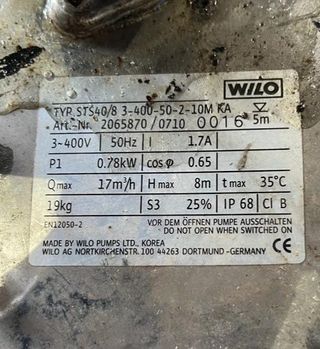 WILO
TYP STS40/8 3-400-50-2-10M KA
Art.-Nr. 2065870 /0710 0016 5m
3~400V 50Hz I 1.7A
P1 0.78kW cos φ 0.65
Q max 17m³/h H max 8m t max 35°C
19kg S3 25% IP 68 Cl B
EN12050-2 VOR DEM ÖFFNEN PUMPE AUSSCHALTEN
DO NOT OPEN WHEN SWITCHED ON
MADE BY WILO PUMPS LTD., KOREA
WILO AG NORTKIRCHENSTR. 100 44263 DORTMUND -GERMANY CE